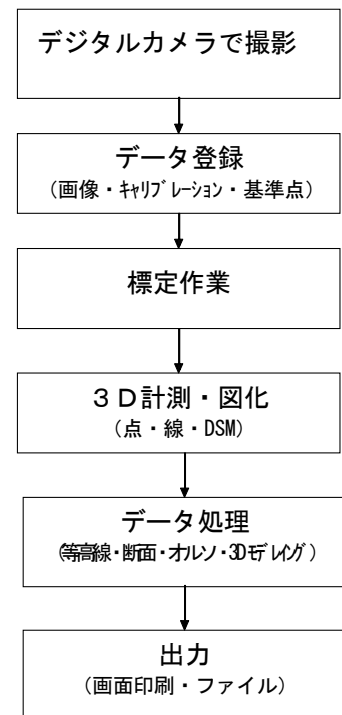 デジタルカメラで撮影
データ登録
（画像・ｷｬﾘﾌﾞﾚｰｼｮﾝ・基準点）
標定作業
３Ｄ計測・図化
（点・線・DSM）
データ処理
（等高線・断面・オルソ・3Dﾓﾃﾞﾚｲﾝｸﾞ）
出力
（画面印刷・ファイル）